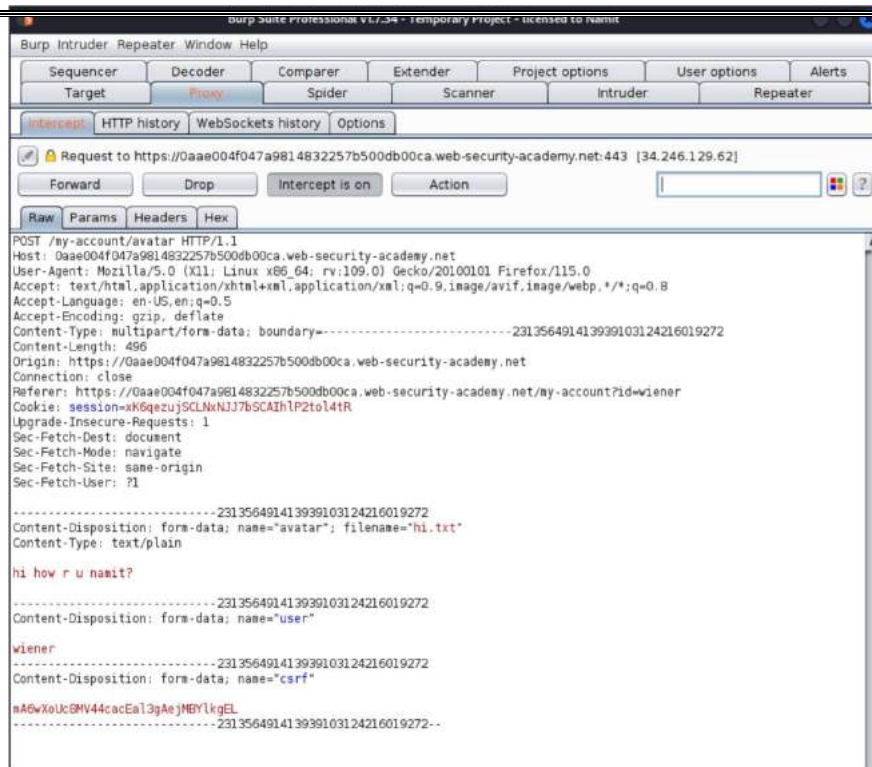 Burp Suite Professional v1.7.34 - Temporary Project - licensed to Namit
Burp Intruder Repeater Window Help
Sequencer Decoder Comparer Extender Project options User options Alerts
Target Proxy Spider Scanner Intruder Repeater
Intercept HTTP history WebSockets history Options
Request to https://0aae004f047a9814832257b500db00ca.web-security-academy.net:443 [34.246.129.62]
Forward Drop Intercept is on Action ?
Raw Params Headers Hex
POST /my-account/avatar HTTP/1.1
Host: 0aae004f047a9814832257b500db00ca.web-security-academy.net
User-Agent: Mozilla/5.0 (X11; Linux x86_64; rv:109.0) Gecko/20100101 Firefox/115.0
Accept: text/html,application/xhtml+xml,application/xml;q=0.9,image/avif,image/webp,*/*;q=0.8
Accept-Language: en-US,en;q=0.5
Accept-Encoding: gzip, deflate
Content-Type: multipart/form-data; boundary=---------------------------231356491413939103124216019272
Content-Length: 496
Origin: https://0aae004f047a9814832257b500db00ca.web-security-academy.net
Connection: close
Referer: https://0aae004f047a9814832257b500db00ca.web-security-academy.net/my-account?id=wiener
Cookie: session=xK6qezujSCLNxNJJ7bSCAIhlP2tol4tR
Upgrade-Insecure-Requests: 1
Sec-Fetch-Dest: document
Sec-Fetch-Mode: navigate
Sec-Fetch-Site: same-origin
Sec-Fetch-User: ?1
-----------------------------231356491413939103124216019272
Content-Disposition: form-data; name="avatar"; filename="hi.txt"
Content-Type: text/plain
hi how r u namit?
-----------------------------231356491413939103124216019272
Content-Disposition: form-data; name="user"
wiener
-----------------------------231356491413939103124216019272
Content-Disposition: form-data; name="csrf"
mA6wXoUc8MV44cacEal3gAejMBYlkgEL
-----------------------------231356491413939103124216019272--